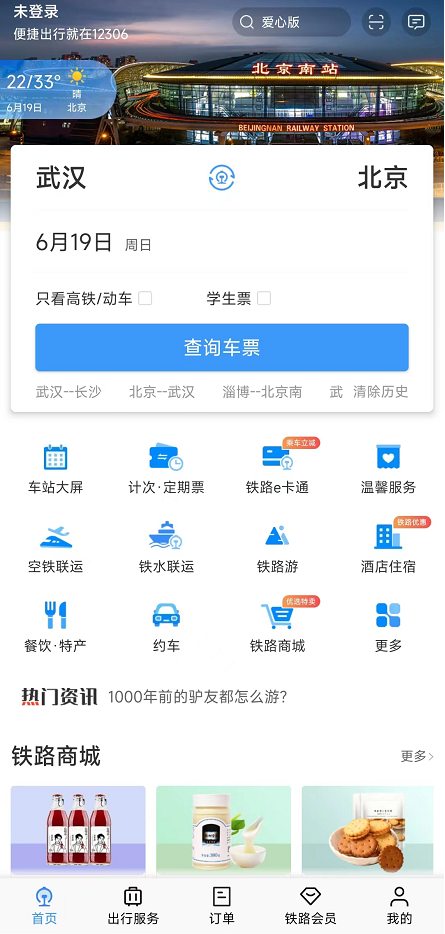 未登录
便捷出行就在12306
爱心版
22/33°
晴
6月19日
北京
北京南站
BEIJINGNAN RAILWAY STATION
武汉
北京
6月19日 周日
只看高铁/动车
学生票
查询车票
武汉--长沙 北京--武汉 淄博--北京南 武 清除历史
乘车立减
车站大屏 计次·定期票 铁路e卡通 温馨服务
铁路优惠
空铁联运 铁水联运 铁路游 酒店住宿
优选特卖
餐饮·特产 约车 铁路商城 更多
热门资讯 1000年前的驴友都怎么游?
铁路商城 更多
首页 出行服务 订单 铁路会员 我的